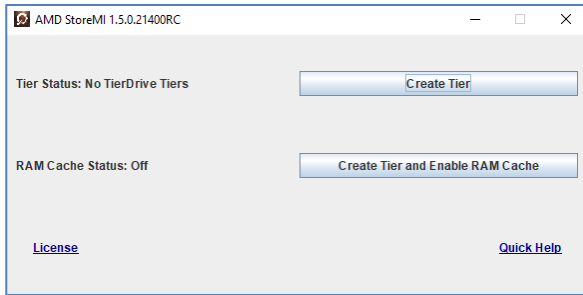 AMD StoreMI 1.5.0.21400RC
Tier Status: No TierDrive Tiers
Create Tier
RAM Cache Status: Off
Create Tier and Enable RAM Cache
License
Quick Help